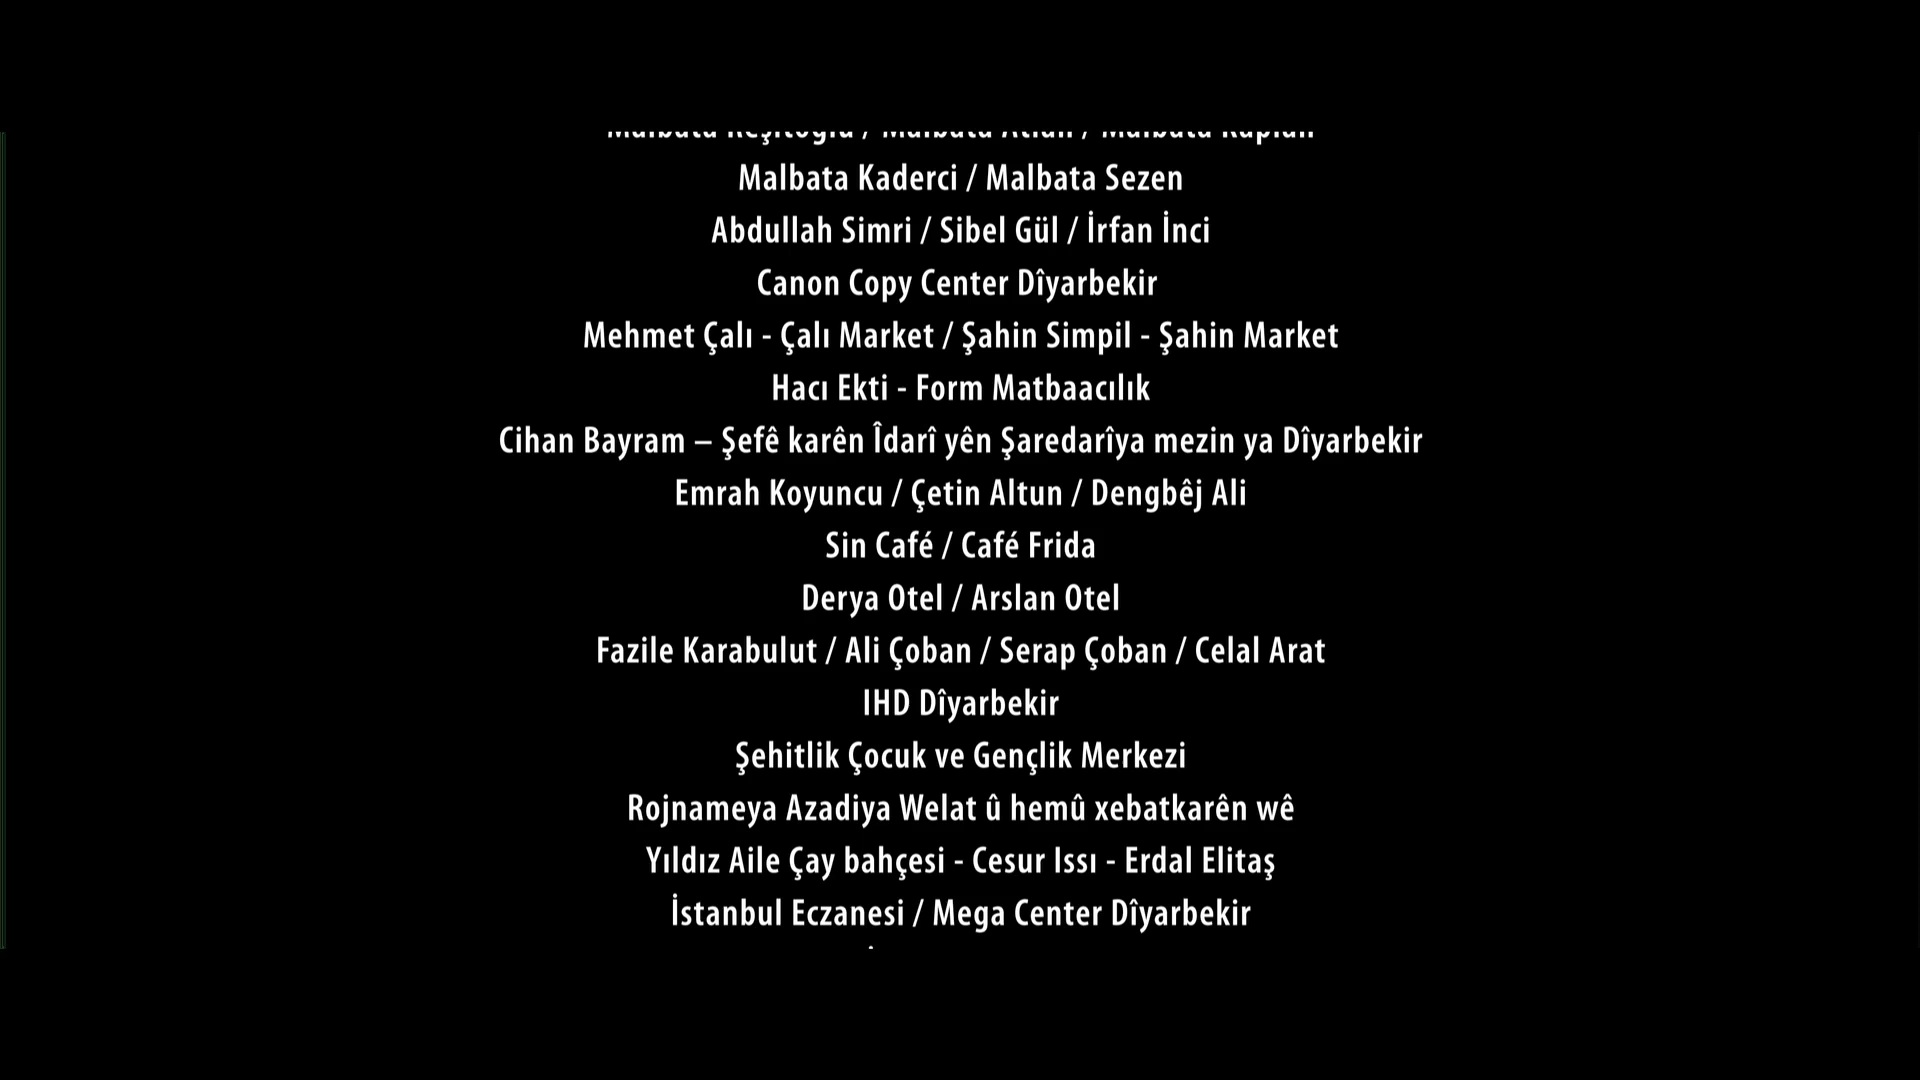 Malbata Kaderci / Malbata Sezen
Abdullah Simri / Sibel Gül / İrfan İnci
Canon Copy Center Dîyarbekir
Mehmet Çalı - Çalı Market / Şahin Simpil - Şahin Market
Hacı Ekti - Form Matbaacılık
Cihan Bayram – Şefê karên Îdarî yên Şaredarîya mezin ya Dîyarbekir
Emrah Koyuncu / Çetin Altun / Dengbêj Ali
Sin Café / Café Frida
Derya Otel / Arslan Otel
Fazile Karabulut / Ali Çoban / Serap Çoban / Celal Arat
IHD Dîyarbekir
Şehitlik Çocuk ve Gençlik Merkezi
Rojnameya Azadiya Welat û hemû xebatkarên wê
Yıldız Aile Çay bahçesi - Cesur Issı - Erdal Elitaş
İstanbul Eczanesi / Mega Center Dîyarbekir